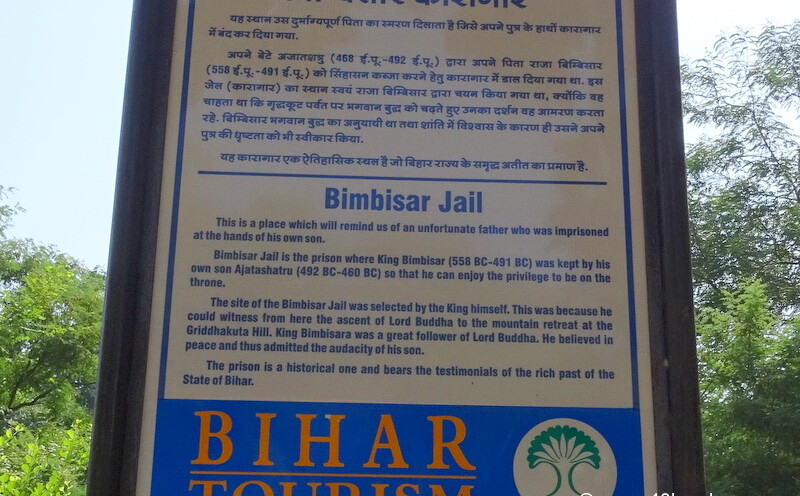 यह स्थान उस दुर्भाग्यपूर्ण पिता का स्मरण दिलाता है जिसे अपने पुत्र के हाथों कारागार
में बंद कर दिया गया.
अपने बेटे अजातशत्रु (468 ई.पू.-492 ई.पू.) द्वारा अपने पिता राजा बिम्बिसार
(558 ई.पू.-491 ई.पू.) को सिंहासन कब्जा करने हेतु कारागार में डाल दिया गया था. इस
जेल (कारागार) का स्थान स्वयं राजा बिम्बिसार द्वारा चयन किया गया था, क्योंकि वह
चाहता था कि गृद्धकूट पर्वत पर भगवान बुद्ध को चढ़ते हुए उनका दर्शन वह आमरण करता
रहे. बिम्बिसार भगवान बुद्ध का अनुयायी था तथा शांति में विश्वास के कारण ही उसने अपने
पुत्र की धृष्टता को भी स्वीकार किया.
यह कारागार एक ऐतिहासिक स्थल है जो बिहार राज्य के समृद्ध अतीत का प्रमाण है.
Bimbisar Jail
This is a place which will remind us of an unfortunate father who was imprisoned
at the hands of his own son.
Bimbisar Jail is the prison where King Bimbisar (558 BC-491 BC) was kept by his
own son Ajatashatru (492 BC-460 BC) so that he can enjoy the privilege to be on the
throne.
The site of the Bimbisar Jail was selected by the King himself. This was because he
could witness from here the ascent of Lord Buddha to the mountain retreat at the
Griddhakuta Hill. King Bimbisara was a great follower of Lord Buddha. He believed in
peace and thus admitted the audacity of his son.
The prison is a historical one and bears the testimonials of the rich past of the
State of Bihar.
BIHAR
TOURISM